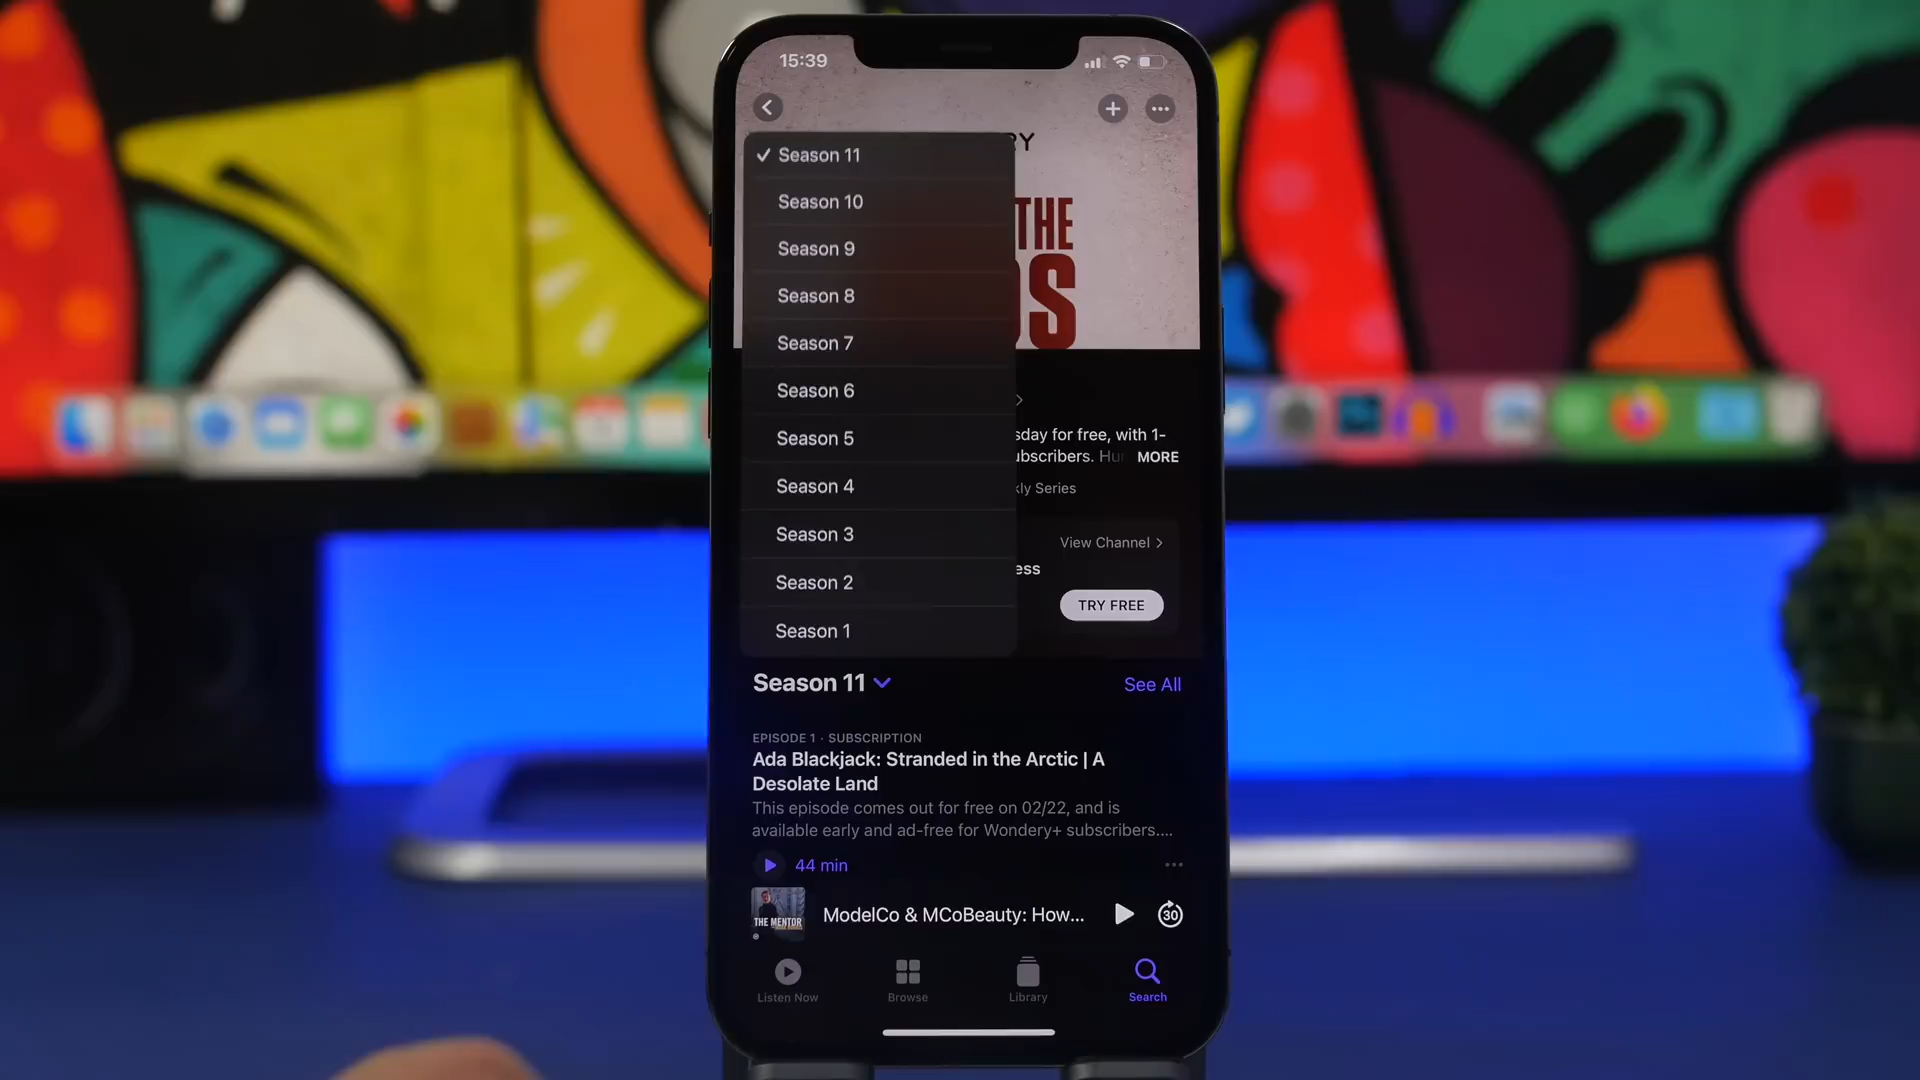 15:39
RY
THE
OS
✓ Season 11
Season 10
Season 9
Season 8
Season 7
Season 6
Season 5
Season 4
Season 3
Season 2
Season 1
sday for free, with 1-
ubscribers. Hu MORE
kly Series
View Channel >
ess
TRY FREE
Season 11
See All
EPISODE 1 · SUBSCRIPTION
Ada Blackjack: Stranded in the Arctic | A
Desolate Land
This episode comes out for free on 02/22, and is
available early and ad-free for Wondery+ subscribers....
44 min
THE MENTOR
ModelCo & MCoBeauty: How...
30
Listen Now
Browse
Library
Search